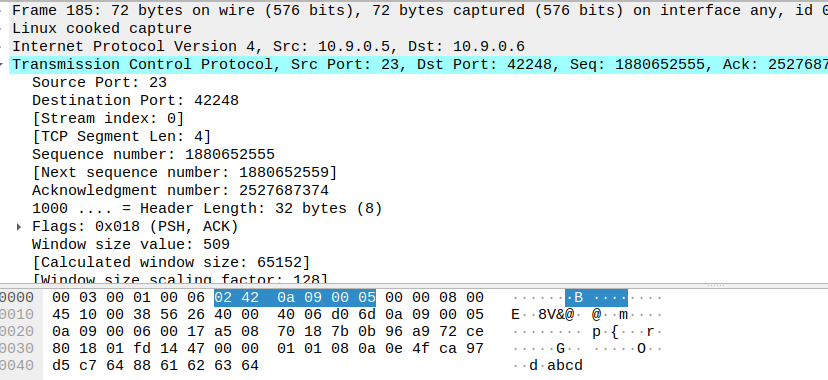 Frame 185: 72 bytes on wire (576 bits), 72 bytes captured (576 bits) on interface any, id 0
Linux cooked capture
Internet Protocol Version 4, Src: 10.9.0.5, Dst: 10.9.0.6
Transmission Control Protocol, Src Port: 23, Dst Port: 42248, Seq: 1880652555, Ack: 2527687
Source Port: 23
Destination Port: 42248
[Stream index: 0]
[TCP Segment Len: 4]
Sequence number: 1880652555
[Next sequence number: 1880652559]
Acknowledgment number: 2527687374
1000 .... = Header Length: 32 bytes (8)
Flags: 0x018 (PSH, ACK)
Window size value: 509
[Calculated window size: 65152]
[Window size scaling factor: 128]
0000 00 03 00 01 00 06 02 42 0a 09 00 05 00 00 08 00 ·······B········
0010 45 10 00 38 56 26 40 00 40 06 d0 6d 0a 09 00 05 E··8V&@·@··m····
0020 0a 09 00 06 00 17 a5 08 70 18 7b 0b 96 a9 72 ce ········p·{···r·
0030 80 18 01 fd 14 47 00 00 01 01 08 0a 0e 4f ca 97 ·····G·······O··
0040 d5 c7 64 88 61 62 63 64 ··d·abcd